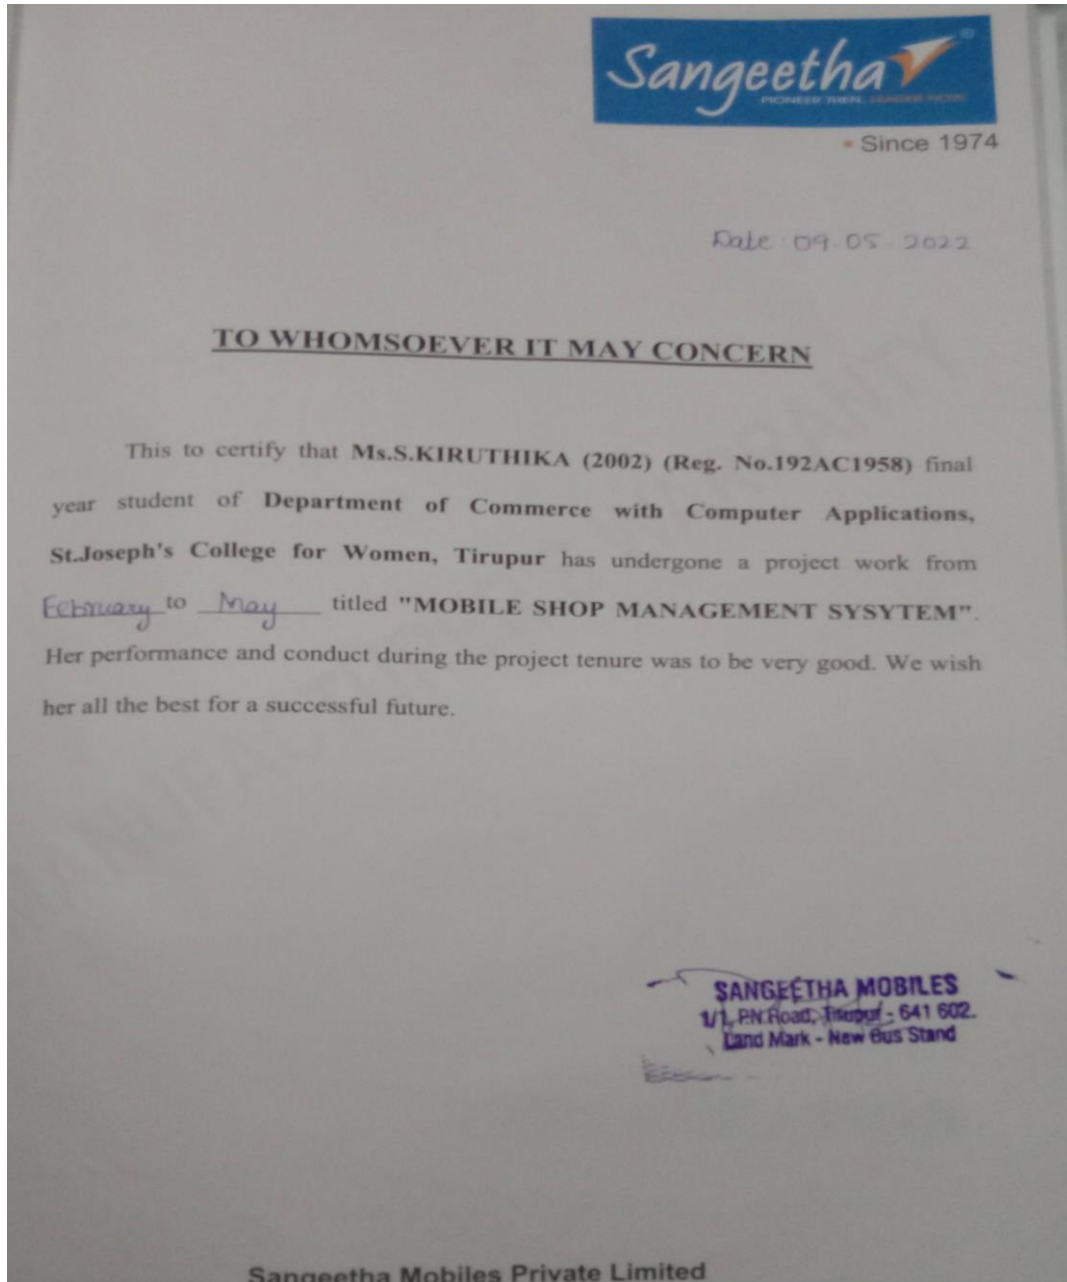 Sangeetha
PIONEER THEN. LEADER NOW
Since 1974
Date : 09.05.2022
TO WHOMSOEVER IT MAY CONCERN
This to certify that Ms.S.KIRUTHIKA (2002) (Reg. No.192AC1958) final
year student of Department of Commerce with Computer Applications,
St.Joseph's College for Women, Tirupur has undergone a project work from
February to May titled "MOBILE SHOP MANAGEMENT SYSYTEM".
Her performance and conduct during the project tenure was to be very good. We wish
her all the best for a successful future.
SANGEETHA MOBILES
1/1, P.N.Road, Tirupur - 641 602.
Land Mark - New Bus Stand
Sangeetha Mobiles Private Limited